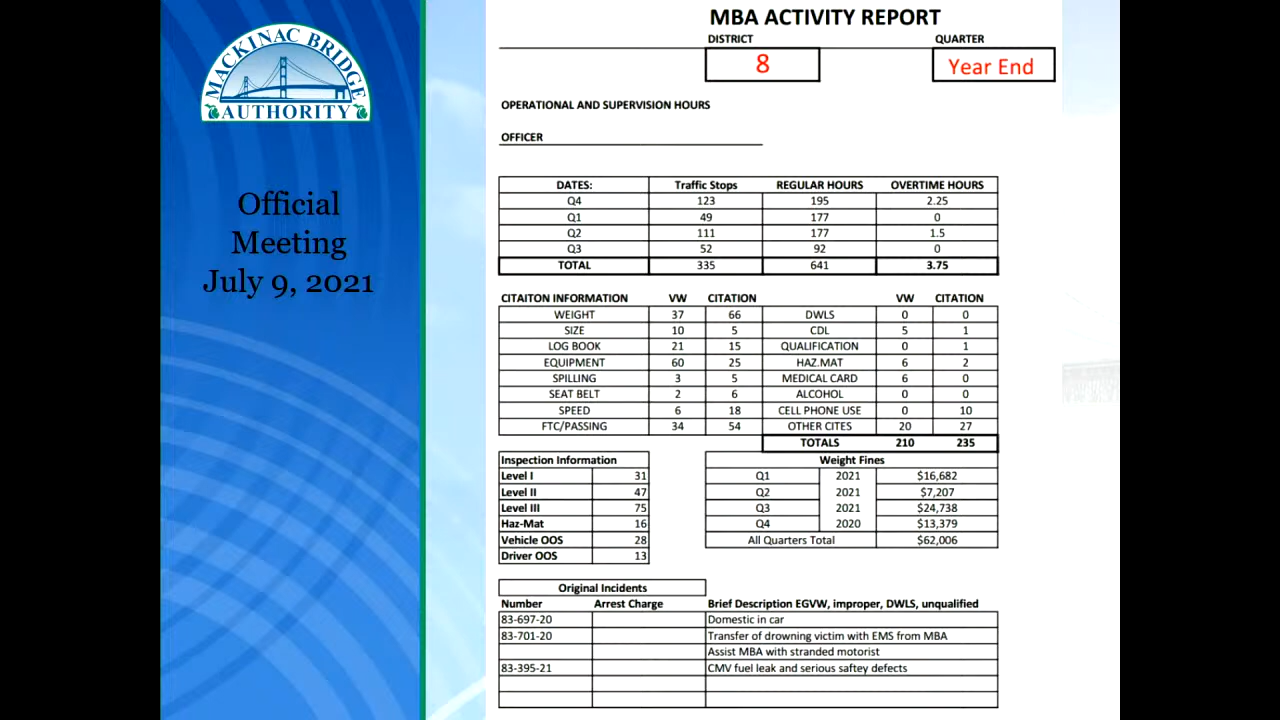 MACKINAC BRIDGE
AUTHORITY
Official
Meeting
July 9, 2021
MBA ACTIVITY REPORT
DISTRICT QUARTER
8 Year End
OPERATIONAL AND SUPERVISION HOURS
OFFICER
DATES: Traffic Stops REGULAR HOURS OVERTIME HOURS
Q4 123 195 2.25
Q1 49 177 0
Q2 111 177 1.5
Q3 52 92 0
TOTAL 335 641 3.75
CITAITON INFORMATION VW CITATION VW CITATION
WEIGHT 37 66 DWLS 0 0
SIZE 10 5 CDL 5 1
LOG BOOK 21 15 QUALIFICATION 0 1
EQUIPMENT 60 25 HAZ.MAT 6 2
SPILLING 3 5 MEDICAL CARD 6 0
SEAT BELT 2 6 ALCOHOL 0 0
SPEED 6 18 CELL PHONE USE 0 10
FTC/PASSING 34 54 OTHER CITES 20 27
TOTALS 210 235
Inspection Information Weight Fines
Level I 31 Q1 2021 $16,682
Level II 47 Q2 2021 $7,207
Level III 75 Q3 2021 $24,738
Haz-Mat 16 Q4 2020 $13,379
Vehicle OOS 28 All Quarters Total $62,006
Driver OOS 13
Original Incidents
Number Arrest Charge Brief Description EGVW, improper, DWLS, unqualified
83-697-20 Domestic in car
83-701-20 Transfer of drowning victim with EMS from MBA
Assist MBA with stranded motorist
83-395-21 CMV fuel leak and serious saftey defects